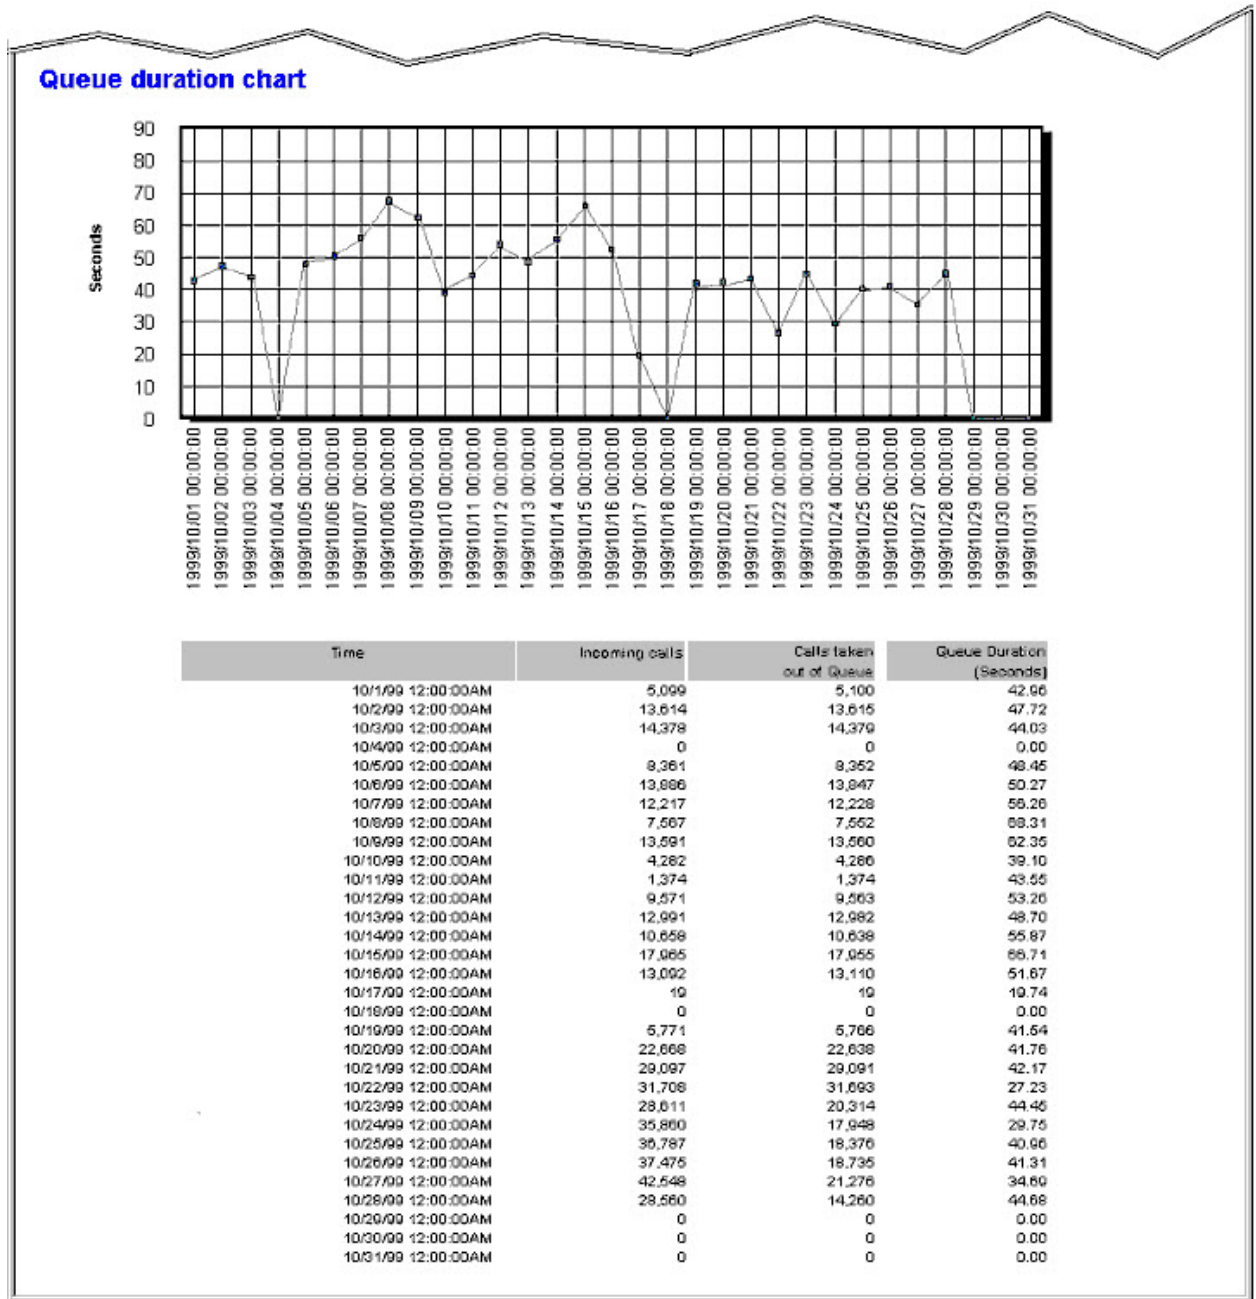 Queue duration chart
90
80
70
60
50
40
30
20
10
0
Seconds
1999/10/01 00:00:00
1999/10/02 00:00:00
1999/10/03 00:00:00
1999/10/04 00:00:00
1999/10/05 00:00:00
1999/10/06 00:00:00
1999/10/07 00:00:00
1999/10/08 00:00:00
1999/10/09 00:00:00
1999/10/10 00:00:00
1999/10/11 00:00:00
1999/10/12 00:00:00
1999/10/13 00:00:00
1999/10/14 00:00:00
1999/10/15 00:00:00
1999/10/16 00:00:00
1999/10/17 00:00:00
1999/10/18 00:00:00
1999/10/19 00:00:00
1999/10/20 00:00:00
1999/10/21 00:00:00
1999/10/22 00:00:00
1999/10/23 00:00:00
1999/10/24 00:00:00
1999/10/25 00:00:00
1999/10/26 00:00:00
1999/10/27 00:00:00
1999/10/28 00:00:00
1999/10/29 00:00:00
1999/10/30 00:00:00
1999/10/31 00:00:00
Time Incoming calls Calls taken Queue Duration
out of Queue (Seconds)
10/1/99 12:00:00AM 5,099 5,100 42.96
10/2/99 12:00:00AM 13,614 13,615 47.72
10/3/99 12:00:00AM 14,378 14,379 44.03
10/4/99 12:00:00AM 0 0 0.00
10/5/99 12:00:00AM 8,361 8,352 48.45
10/6/99 12:00:00AM 13,886 13,847 50.27
10/7/99 12:00:00AM 12,217 12,228 56.26
10/8/99 12:00:00AM 7,567 7,552 68.31
10/9/99 12:00:00AM 13,591 13,560 62.35
10/10/99 12:00:00AM 4,282 4,286 39.10
10/11/99 12:00:00AM 1,374 1,374 43.55
10/12/99 12:00:00AM 9,571 9,563 53.26
10/13/99 12:00:00AM 12,991 12,982 48.70
10/14/99 12:00:00AM 10,658 10,638 55.87
10/15/99 12:00:00AM 17,965 17,955 66.71
10/16/99 12:00:00AM 13,092 13,110 51.67
10/17/99 12:00:00AM 19 19 19.74
10/18/99 12:00:00AM 0 0 0.00
10/19/99 12:00:00AM 5,771 5,766 41.54
10/20/99 12:00:00AM 22,668 22,638 41.76
10/21/99 12:00:00AM 29,097 29,091 42.17
10/22/99 12:00:00AM 31,708 31,693 27.23
10/23/99 12:00:00AM 28,611 20,314 44.45
10/24/99 12:00:00AM 35,860 17,948 29.75
10/25/99 12:00:00AM 36,787 18,376 40.96
10/26/99 12:00:00AM 37,475 18,735 41.31
10/27/99 12:00:00AM 42,548 21,276 34.69
10/28/99 12:00:00AM 28,560 14,260 44.68
10/29/99 12:00:00AM 0 0 0.00
10/30/99 12:00:00AM 0 0 0.00
10/31/99 12:00:00AM 0 0 0.00